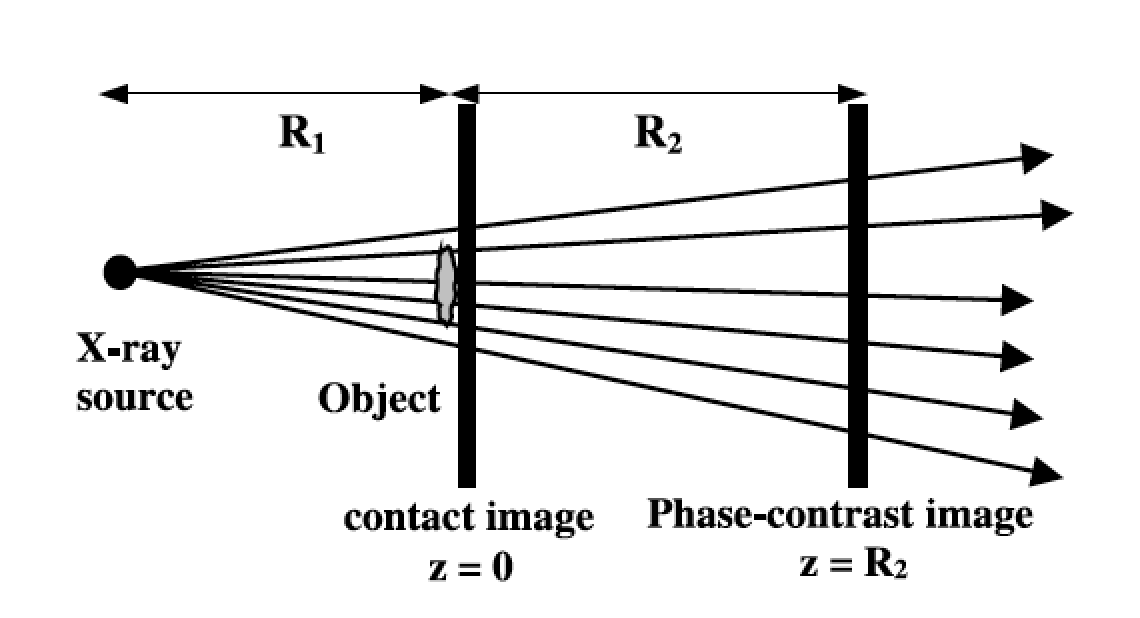 R₁
R₂
X-ray
source
Object
contact image
z = 0
Phase-contrast image
z = R₂